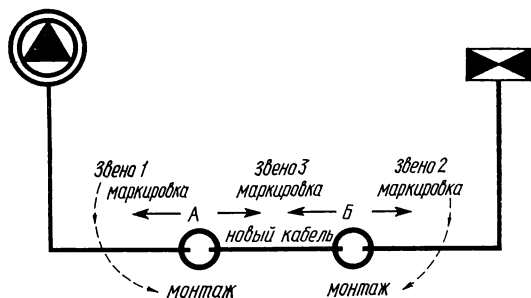 Звено 1 Звено 3 Звено 2
маркировка маркировка маркировка
А Б
новый кабель
монтаж монтаж